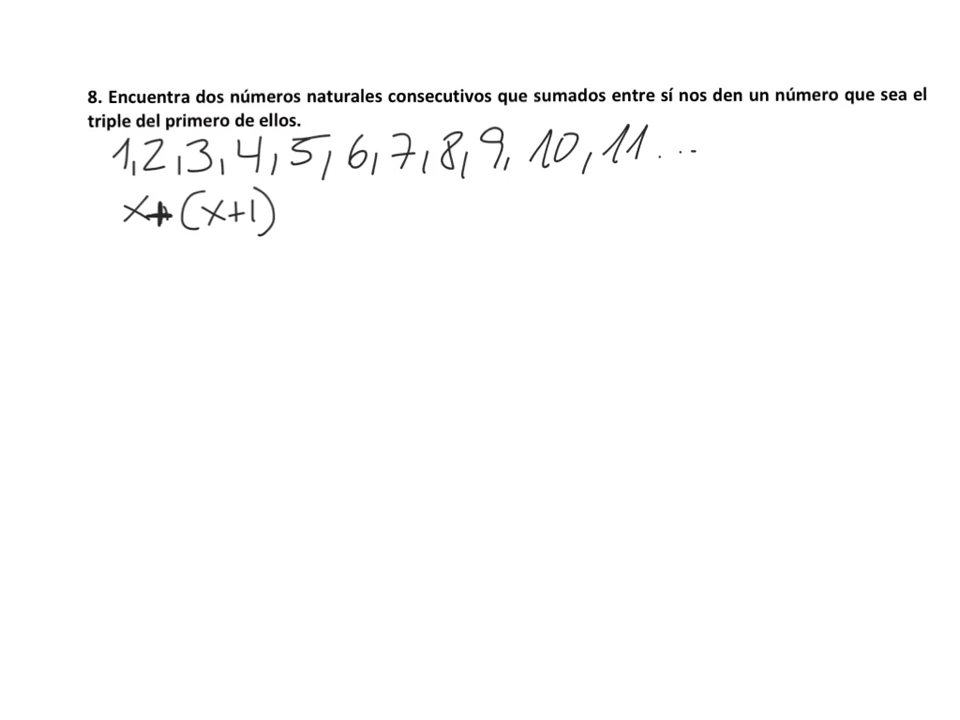 8. Encuentra dos números naturales consecutivos que sumados entre sí nos den un número que sea el
triple del primero de ellos.
1,2,3,4,5,6,7,8,9,10,11...
x+(x+1)